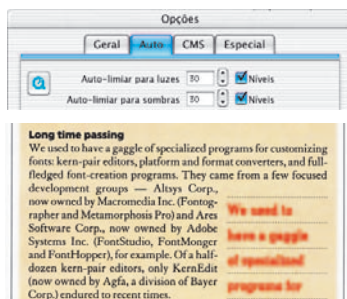 Opções
Geral Auto CMS Especial
Auto-limiar para luzes 30 Níveis
Auto-limiar para sombras 30 Níveis
Long time passing
We used to have a gaggle of specialized programs for customizing
fonts: kern-pair editors, platform and format converters, and full-
fledged font-creation programs. They came from a few focused
development groups — Altsys Corp.,
now owned by Macromedia Inc. (Fontog-
rapher and Metamorphosis Pro) and Ares
Software Corp., now owned by Adobe
Systems Inc. (FontStudio, FontMonger
and FontHopper), for example. Of a half-
dozen kern-pair editors, only KernEdit
(now owned by Agfa, a division of Bayer
Corp.) endured to recent times.
We used to
have a gaggle
of specialized
programs for